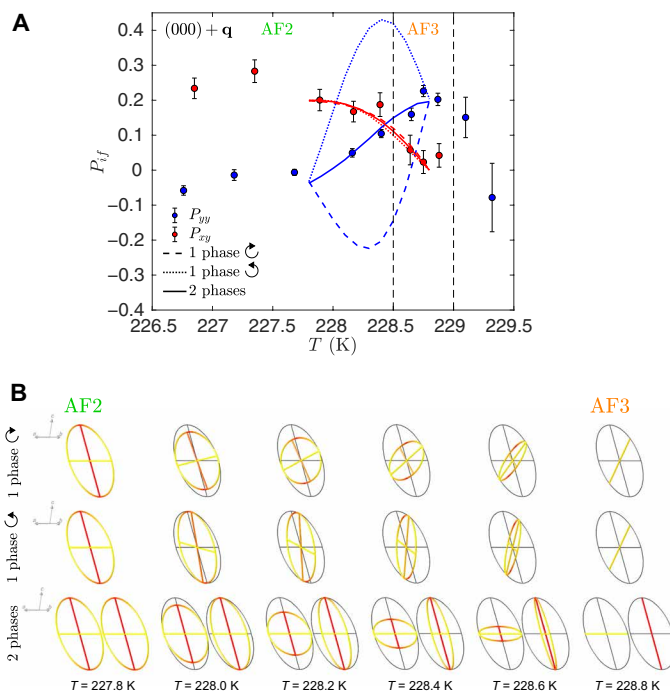 A
(000) + q AF2 AF3
0.4
0.3
0.2
0.1
0
-0.1
-0.2
-0.3
-0.4
P_if
P_yy
P_xy
1 phase ↻
1 phase ↺
2 phases
226.5 227 227.5 228 228.5 229 229.5
T (K)
B
AF2 AF3
1 phase ↻
1 phase ↺
2 phases
T = 227.8 K T = 228.0 K T = 228.2 K T = 228.4 K T = 228.6 K T = 228.8 K